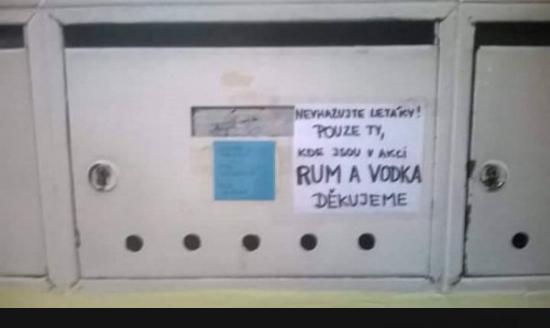 NEVHAZUJTE LETÁKY!
POUZE TY,
KDE JSOU V AKCI
RUM A VODKA
DĚKUJEME